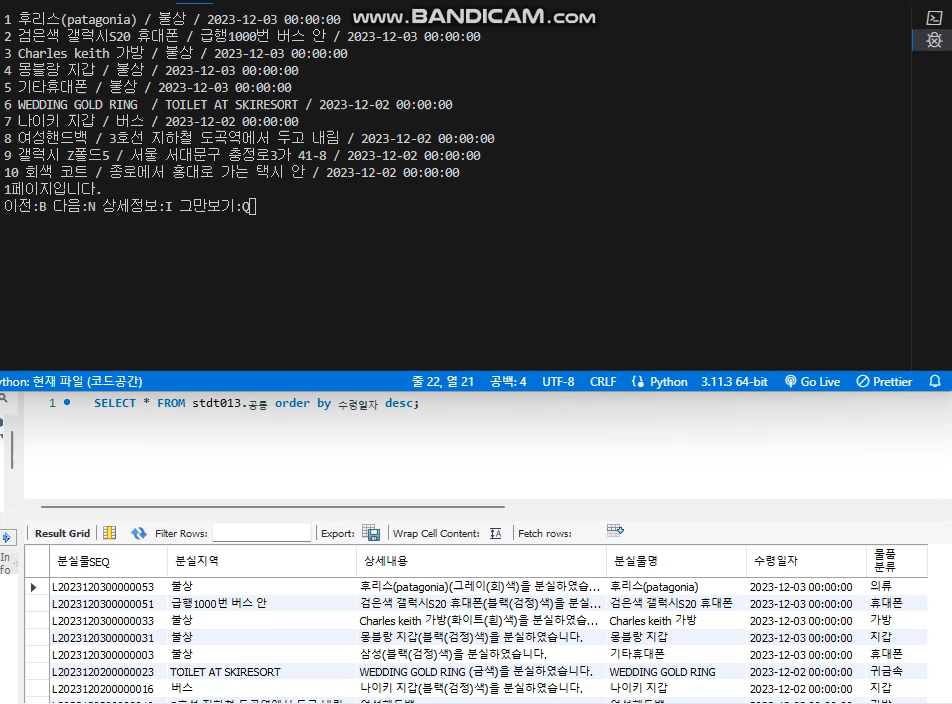 1 후리스(patagonia) / 불상 / 2023-12-03 00:00:00
www.BANDICAM.com
2 검은색 갤럭시S20 휴대폰 / 급행1000번 버스 안 / 2023-12-03 00:00:00
3 Charles keith 가방 / 불상 / 2023-12-03 00:00:00
4 몽블랑 지갑 / 불상 / 2023-12-03 00:00:00
5 기타휴대폰 / 불상 / 2023-12-03 00:00:00
6 WEDDING GOLD RING  / TOILET AT SKIRESORT / 2023-12-02 00:00:00
7 나이키 지갑 / 버스 / 2023-12-02 00:00:00
8 여성핸드백 / 3호선 지하철 도곡역에서 두고 내림 / 2023-12-02 00:00:00
9 갤럭시 Z폴드5 / 서울 서대문구 충정로3가 41-8 / 2023-12-02 00:00:00
10 회색 코트 / 종로에서 홍대로 가는 택시 안 / 2023-12-02 00:00:00
1페이지입니다.
이전:B 다음:N 상세정보:I 그만보기:Q
ython: 현재 파일 (코드공간) 줄 22, 열 21 공백: 4 UTF-8 CRLF Python 3.11.3 64-bit Go Live Prettier
1 SELECT * FROM stdt013.공통 order by 수령일자 desc;
In
fo
Result Grid Filter Rows: Export: Wrap Cell Content: IA Fetch rows:
분실물SEQ 분실지역 상세내용 분실물명 수령일자 물품 분류
L2023120300000053 불상 후리스(patagonia)(그레이(회)색)을 분실하였습... 후리스(patagonia) 2023-12-03 00:00:00 의류
L2023120300000051 급행1000번 버스 안 검은색 갤럭시S20 휴대폰(블랙(검정)색)을 분실... 검은색 갤럭시S20 휴대폰 2023-12-03 00:00:00 휴대폰
L2023120300000033 불상 Charles keith 가방(화이트(흰)색)을 분실하였습... Charles keith 가방 2023-12-03 00:00:00 가방
L2023120300000031 불상 몽블랑 지갑(블랙(검정)색)을 분실하였습니다. 몽블랑 지갑 2023-12-03 00:00:00 지갑
L2023120300000003 불상 삼성(블랙(검정)색)을 분실하였습니다. 기타휴대폰 2023-12-03 00:00:00 휴대폰
L2023120200000023 TOILET AT SKIRESORT WEDDING GOLD RING (금색)을 분실하였습니다. WEDDING GOLD RING 2023-12-02 00:00:00 귀금속
L2023120200000016 버스 나이키 지갑(블랙(검정)색)을 분실하였습니다. 나이키 지갑 2023-12-02 00:00:00 지갑